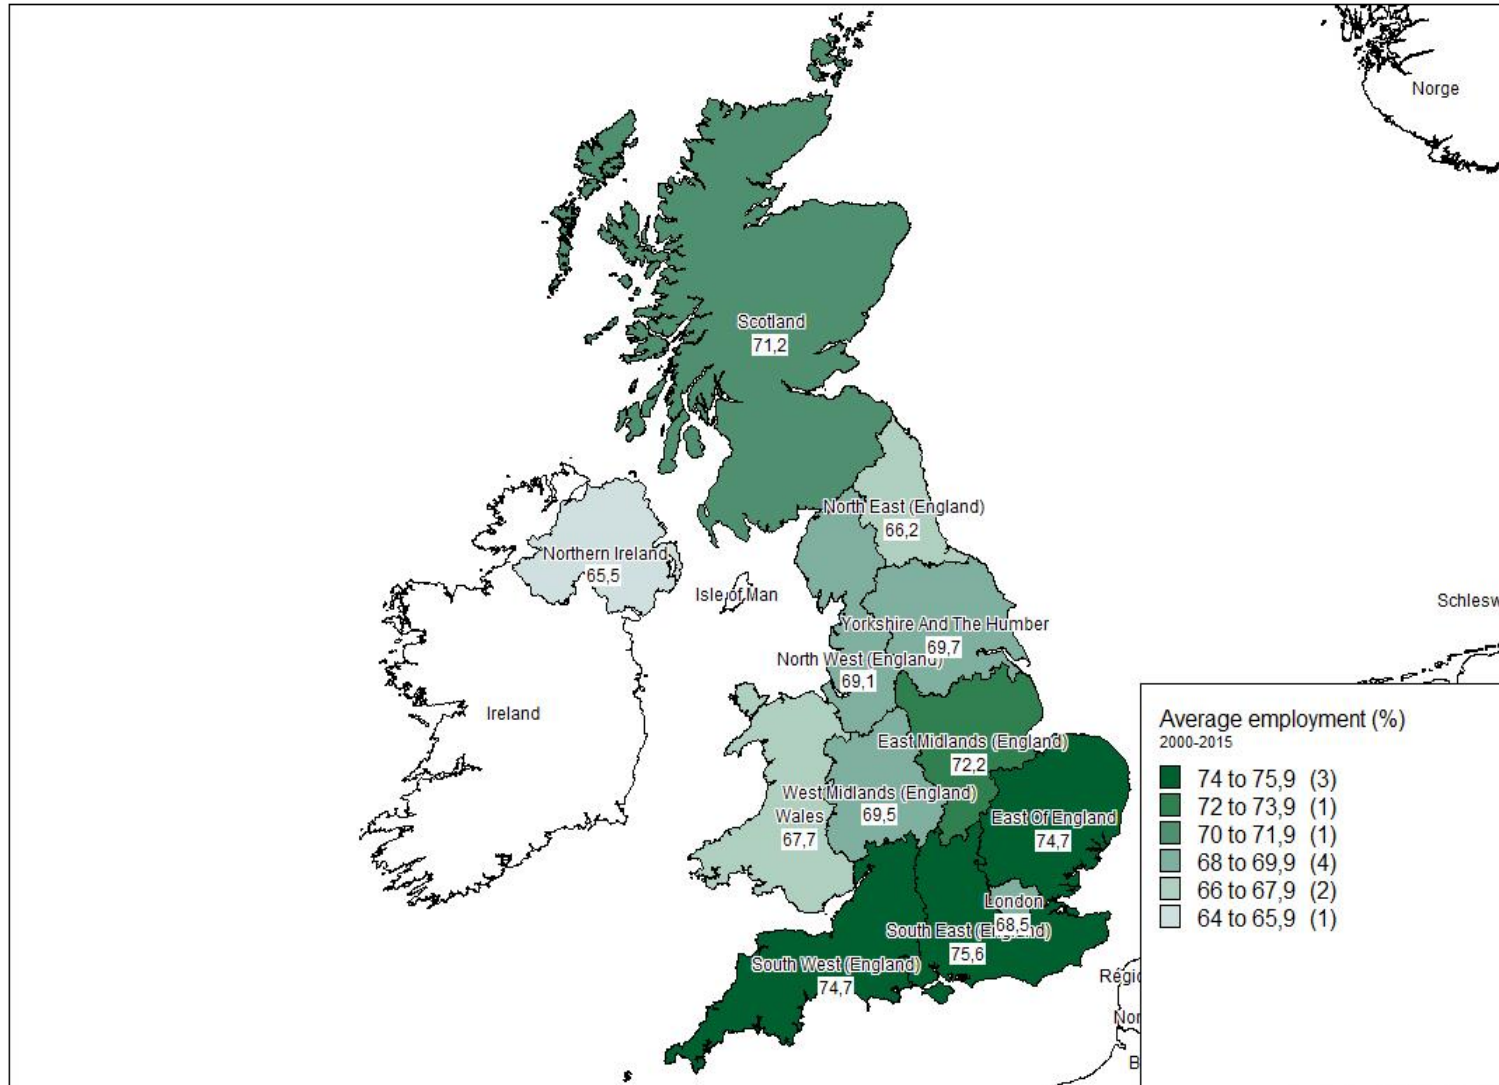 Norge
Scotland
71,2
North East (England)
66,2
Northern Ireland
65,5
Isle of Man
Schlesw
Yorkshire And The Humber
69,7
North West (England)
69,1
Ireland
East Midlands (England)
72,2
West Midlands (England)
69,5
Wales
67,7
East Of England
74,7
London
68,5
South East (England)
75,6
South West (England)
74,7
Régio
Nor
B
Average employment (%)
2000-2015
74 to 75,9 (3)
72 to 73,9 (1)
70 to 71,9 (1)
68 to 69,9 (4)
66 to 67,9 (2)
64 to 65,9 (1)